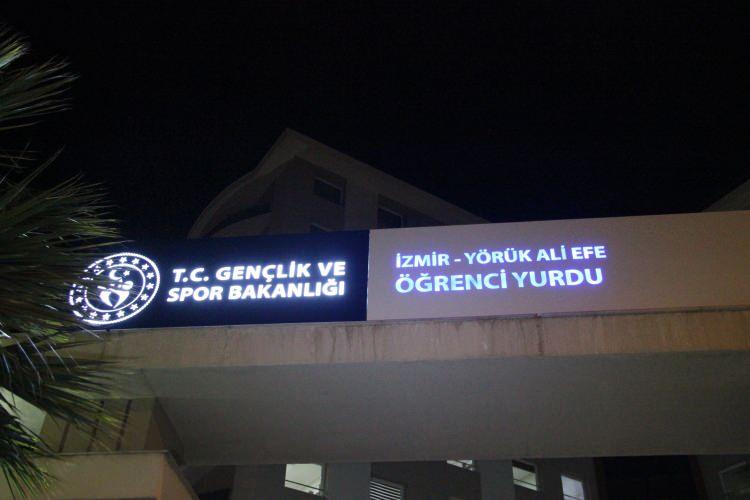 T.C. GENÇLİK VE
SPOR BAKANLIĞI
İZMİR - YÖRÜK ALİ EFE
ÖĞRENCİ YURDU